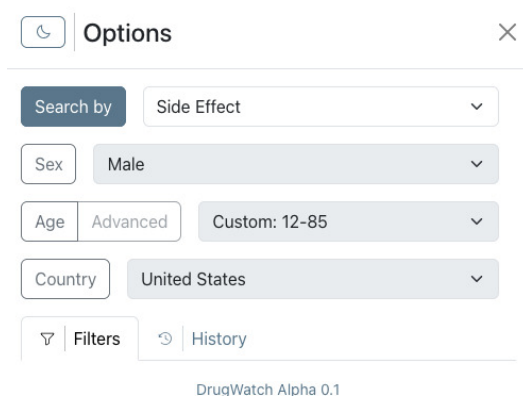 Options
Search by Side Effect
Sex Male
Age Advanced Custom: 12-85
Country United States
Filters History
DrugWatch Alpha 0.1